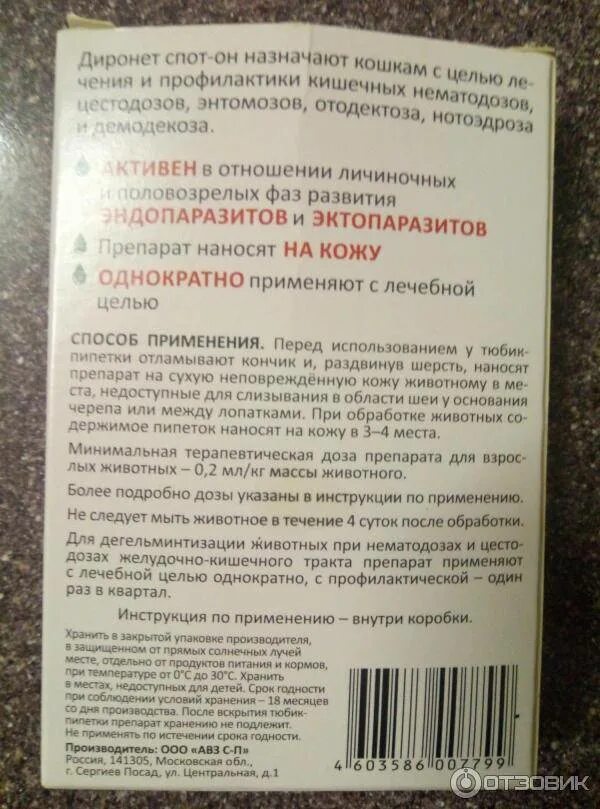 Диронет спот-он назначают кошкам с целью ле-
чения и профилактики кишечных нематодозов,
цестодозов, энтомозов, отодектоза, нотоэдроза
и демодекоза.
АКТИВЕН в отношении личиночных
и половозрелых фаз развития
ЭНДОПАРАЗИТОВ и ЭКТОПАРАЗИТОВ
Препарат наносят НА КОЖУ
ОДНОКРАТНО применяют с лечебной
целью
СПОСОБ ПРИМЕНЕНИЯ. Перед использованием у тюбик-
пипетки отламывают кончик и, раздвинув шерсть, наносят
препарат на сухую неповреждённую кожу животному в ме-
ста, недоступные для слизывания в области шеи у основания
черепа или между лопатками. При обработке животных со-
держимое пипеток наносят на кожу в 3–4 места.
Минимальная терапевтическая доза препарата для взрос-
лых животных – 0,2 мл/кг массы животного.
Более подробно дозы указаны в инструкции по применению.
Не следует мыть животное в течение 4 суток после обработки.
Для дегельминтизации животных при нематодозах и цесто-
дозах желудочно-кишечного тракта препарат применяют
с лечебной целью однократно, с профилактической – один
раз в квартал.
Инструкция по применению – внутри коробки.
Хранить в закрытой упаковке производителя,
в защищенном от прямых солнечных лучей
месте, отдельно от продуктов питания и кормов,
при температуре от 0°С до 30°С. Хранить
в местах, недоступных для детей. Срок годности
при соблюдении условий хранения – 18 месяцев
со дня производства. После вскрытия тюбик-
пипетки препарат хранению не подлежит.
Не применять по истечении срока годности.
Производитель: ООО «АВЗ С-П»
Россия, 141305, Московская обл.,
г. Сергиев Посад, ул. Центральная, д.1
4 603586 007799
ОТЗОВИК